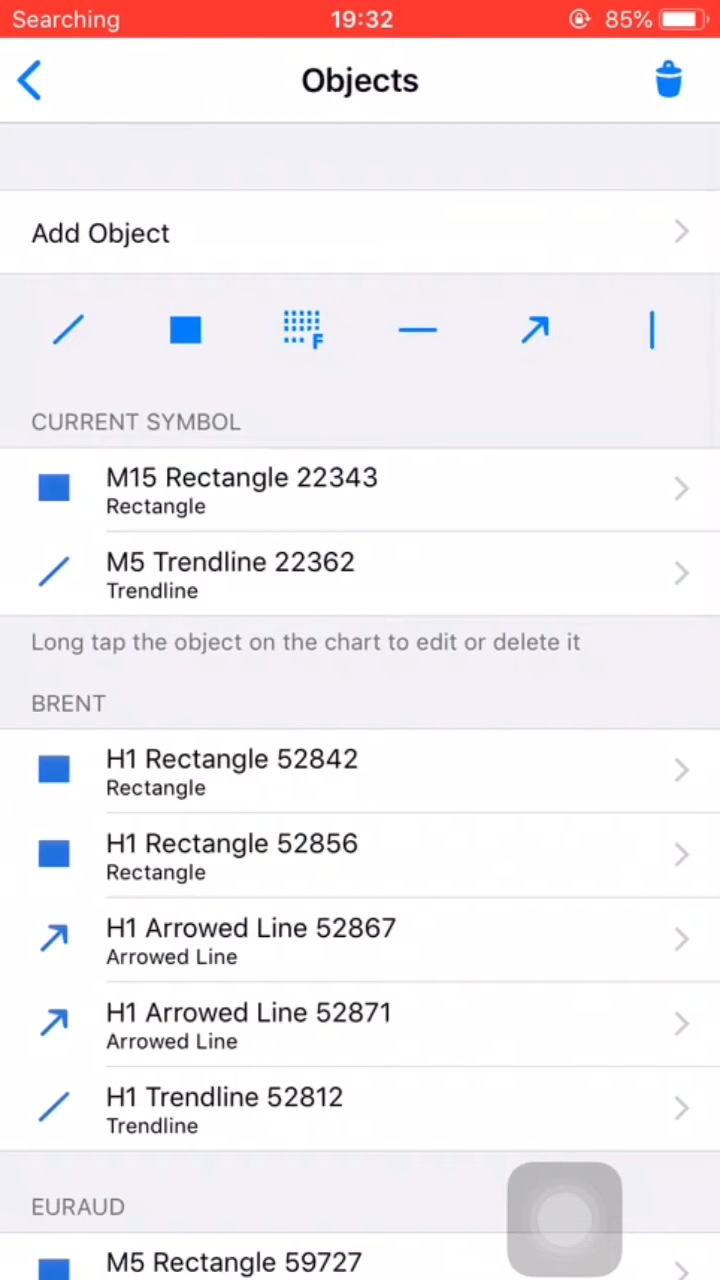 Searching 19:32 85%
Objects
Add Object
F
CURRENT SYMBOL
M15 Rectangle 22343
Rectangle
M5 Trendline 22362
Trendline
Long tap the object on the chart to edit or delete it
BRENT
H1 Rectangle 52842
Rectangle
H1 Rectangle 52856
Rectangle
H1 Arrowed Line 52867
Arrowed Line
H1 Arrowed Line 52871
Arrowed Line
H1 Trendline 52812
Trendline
EURAUD
M5 Rectangle 59727